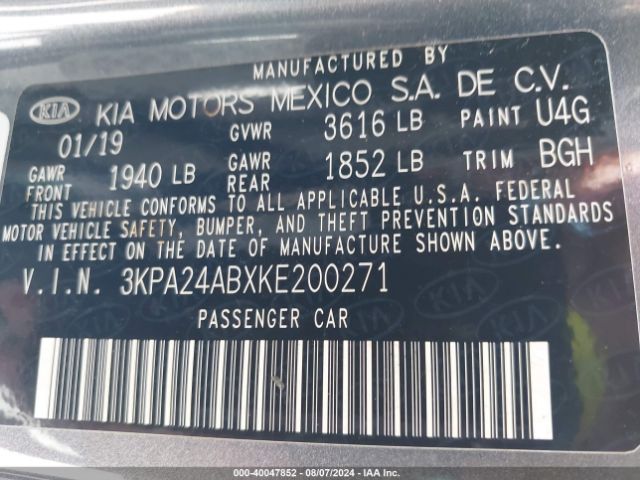 MANUFACTURED BY
KIA KIA MOTORS MEXICO S.A. DE C.V.
01/19 GVWR 3616 LB PAINT U4G
GAWR FRONT 1940 LB GAWR REAR 1852 LB TRIM BGH
THIS VEHICLE CONFORMS TO ALL APPLICABLE U.S.A. FEDERAL
MOTOR VEHICLE SAFETY, BUMPER, AND THEFT PREVENTION STANDARDS
IN EFFECT ON THE DATE OF MANUFACTURE SHOWN ABOVE.
V.I.N. 3KPA24ABXKE200271
PASSENGER CAR
000-40047852 - 08/07/2024 - IAA Inc.